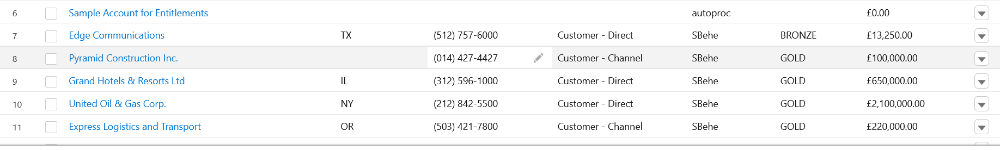 6 Sample Account for Entitlements autoproc £0.00
7 Edge Communications TX (512) 757-6000 Customer - Direct SBehe BRONZE £13,250.00
8 Pyramid Construction Inc. (014) 427-4427 Customer - Channel SBehe GOLD £100,000.00
9 Grand Hotels & Resorts Ltd IL (312) 596-1000 Customer - Direct SBehe GOLD £650,000.00
10 United Oil & Gas Corp. NY (212) 842-5500 Customer - Direct SBehe GOLD £2,100,000.00
11 Express Logistics and Transport OR (503) 421-7800 Customer - Channel SBehe GOLD £220,000.00